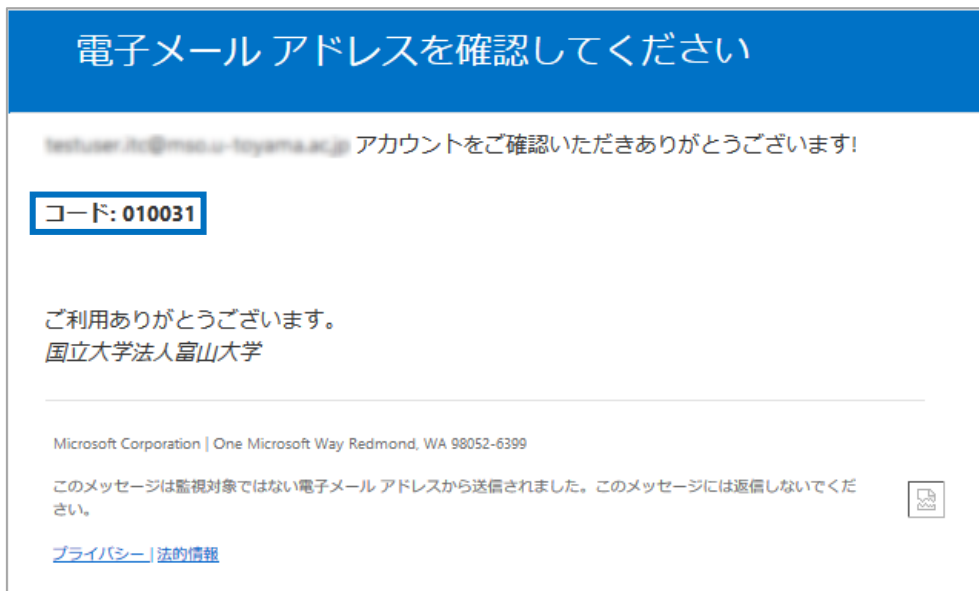 電子メール アドレスを確認してください
アカウントをご確認いただきありがとうございます!
コード: 010031
ご利用ありがとうございます。
国立大学法人富山大学
Microsoft Corporation | One Microsoft Way Redmond, WA 98052-6399
このメッセージは監視対象ではない電子メール アドレスから送信されました。このメッセージには返信しないでくだ
さい。
プライバシー | 法的情報